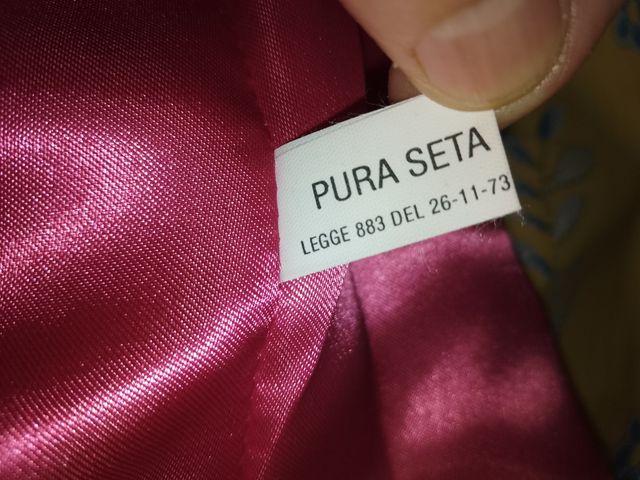 PURA SETA
LEGGE 883 DEL 26-11-73